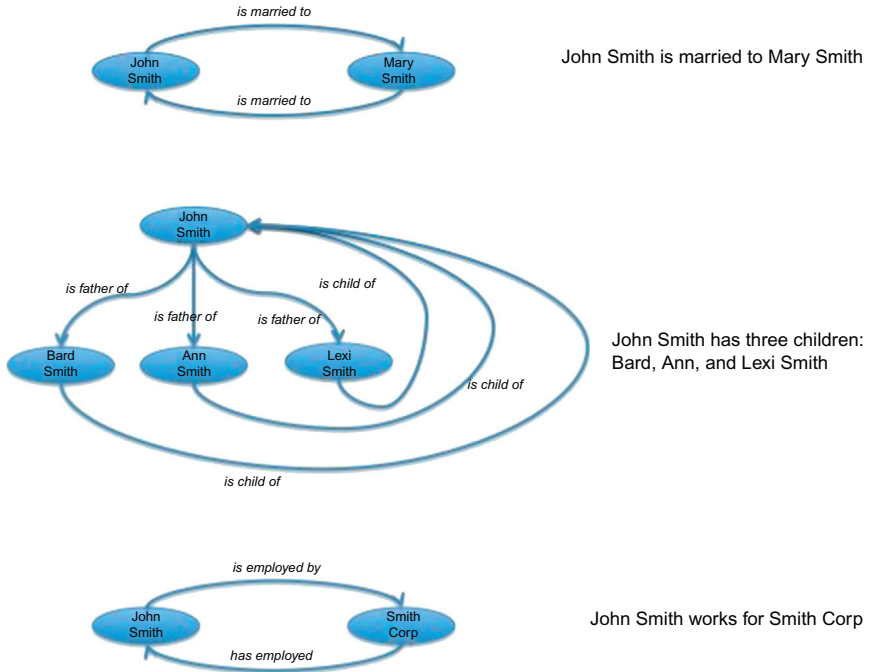 is married to
John
Smith
Mary
Smith
is married to
John Smith is married to Mary Smith
John
Smith
is father of
is father of
is father of
is child of
Bard
Smith
Ann
Smith
Lexi
Smith
is child of
is child of
John Smith has three children:
Bard, Ann, and Lexi Smith
is employed by
John
Smith
Smith
Corp
has employed
John Smith works for Smith Corp